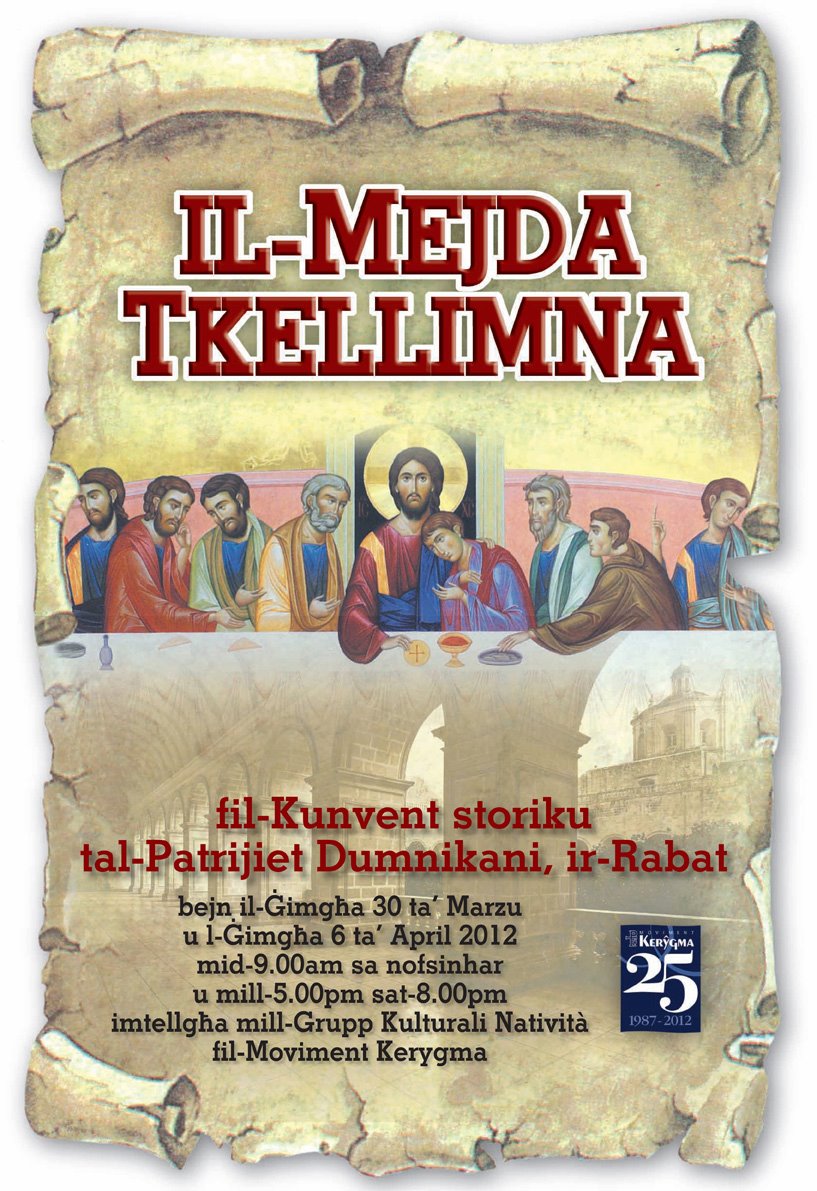 IL-MEJDA
TKELLIMNA
fil-Kunvent storiku
tal-Patrijiet Dumnikani, ir-Rabat
bejn il-Ġimgħa 30 ta’ Marzu
u l-Ġimgħa 6 ta’ April 2012
mid-9.00am sa nofsinhar
u mill-5.00pm sat-8.00pm
imtellgħa mill-Grupp Kulturali Natività
fil-Moviment Kerygma
MOVIMENT
KERŶGMA
25
1987-2012